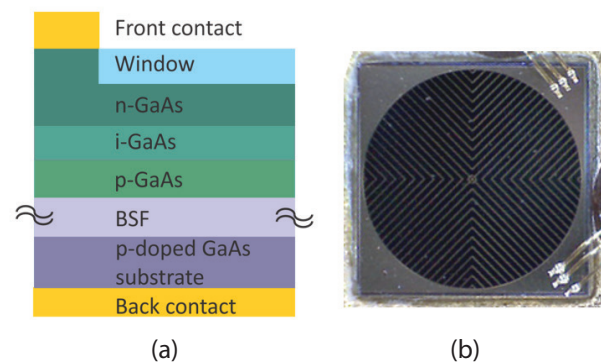 Front contact
Window
n-GaAs
i-GaAs
p-GaAs
BSF
p-doped GaAs
substrate
Back contact
(a)
(b)